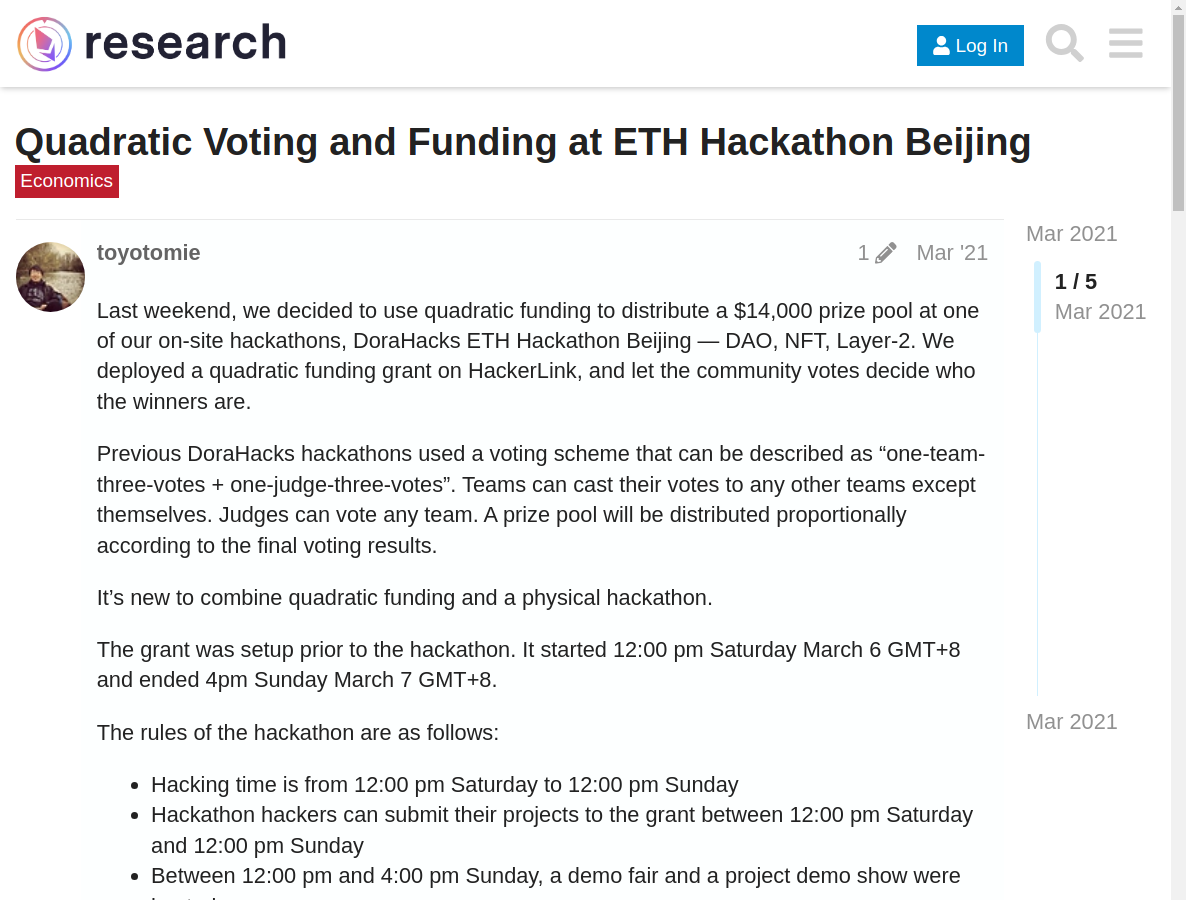 research
Log In
Quadratic Voting and Funding at ETH Hackathon Beijing
Economics
toyotomie
1
Mar '21
Last weekend, we decided to use quadratic funding to distribute a $14,000 prize pool at one
of our on-site hackathons, DoraHacks ETH Hackathon Beijing — DAO, NFT, Layer-2. We
deployed a quadratic funding grant on HackerLink, and let the community votes decide who
the winners are.
Previous DoraHacks hackathons used a voting scheme that can be described as “one-team-
three-votes + one-judge-three-votes”. Teams can cast their votes to any other teams except
themselves. Judges can vote any team. A prize pool will be distributed proportionally
according to the final voting results.
It’s new to combine quadratic funding and a physical hackathon.
The grant was setup prior to the hackathon. It started 12:00 pm Saturday March 6 GMT+8
and ended 4pm Sunday March 7 GMT+8.
The rules of the hackathon are as follows:
Hacking time is from 12:00 pm Saturday to 12:00 pm Sunday
Hackathon hackers can submit their projects to the grant between 12:00 pm Saturday
and 12:00 pm Sunday
Between 12:00 pm and 4:00 pm Sunday, a demo fair and a project demo show were
Mar 2021
1 / 5
Mar 2021
Mar 2021